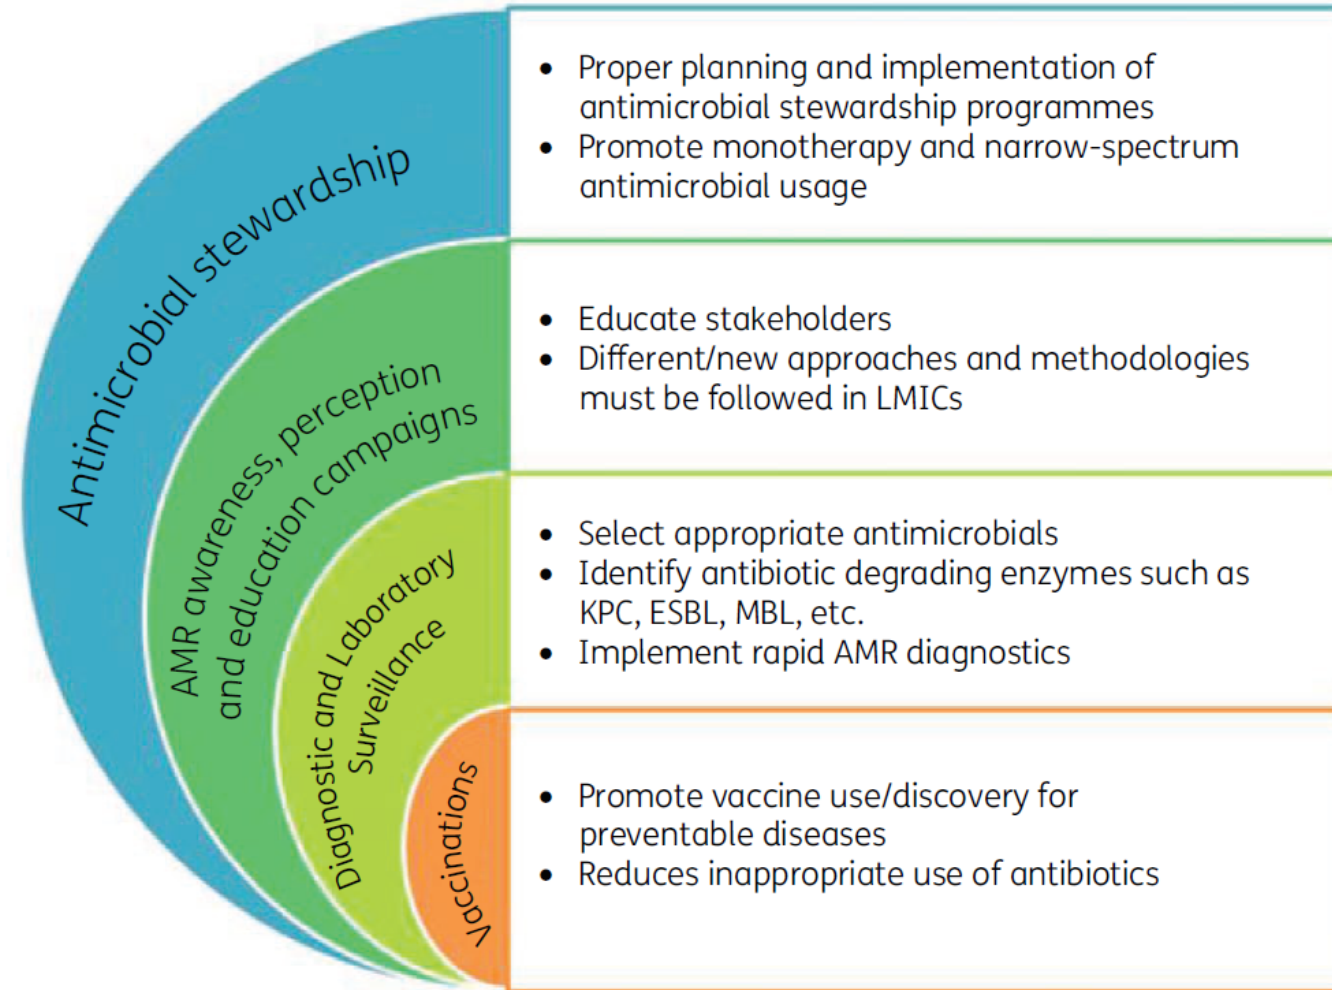 Antimicrobial stewardship
• Proper planning and implementation of
antimicrobial stewardship programmes
• Promote monotherapy and narrow-spectrum
antimicrobial usage
AMR awareness, perception
and education campaigns
• Educate stakeholders
• Different/new approaches and methodologies
must be followed in LMICs
Diagnostic and Laboratory
Surveillance
• Select appropriate antimicrobials
• Identify antibiotic degrading enzymes such as
KPC, ESBL, MBL, etc.
• Implement rapid AMR diagnostics
Vaccinations
• Promote vaccine use/discovery for
preventable diseases
• Reduces inappropriate use of antibiotics